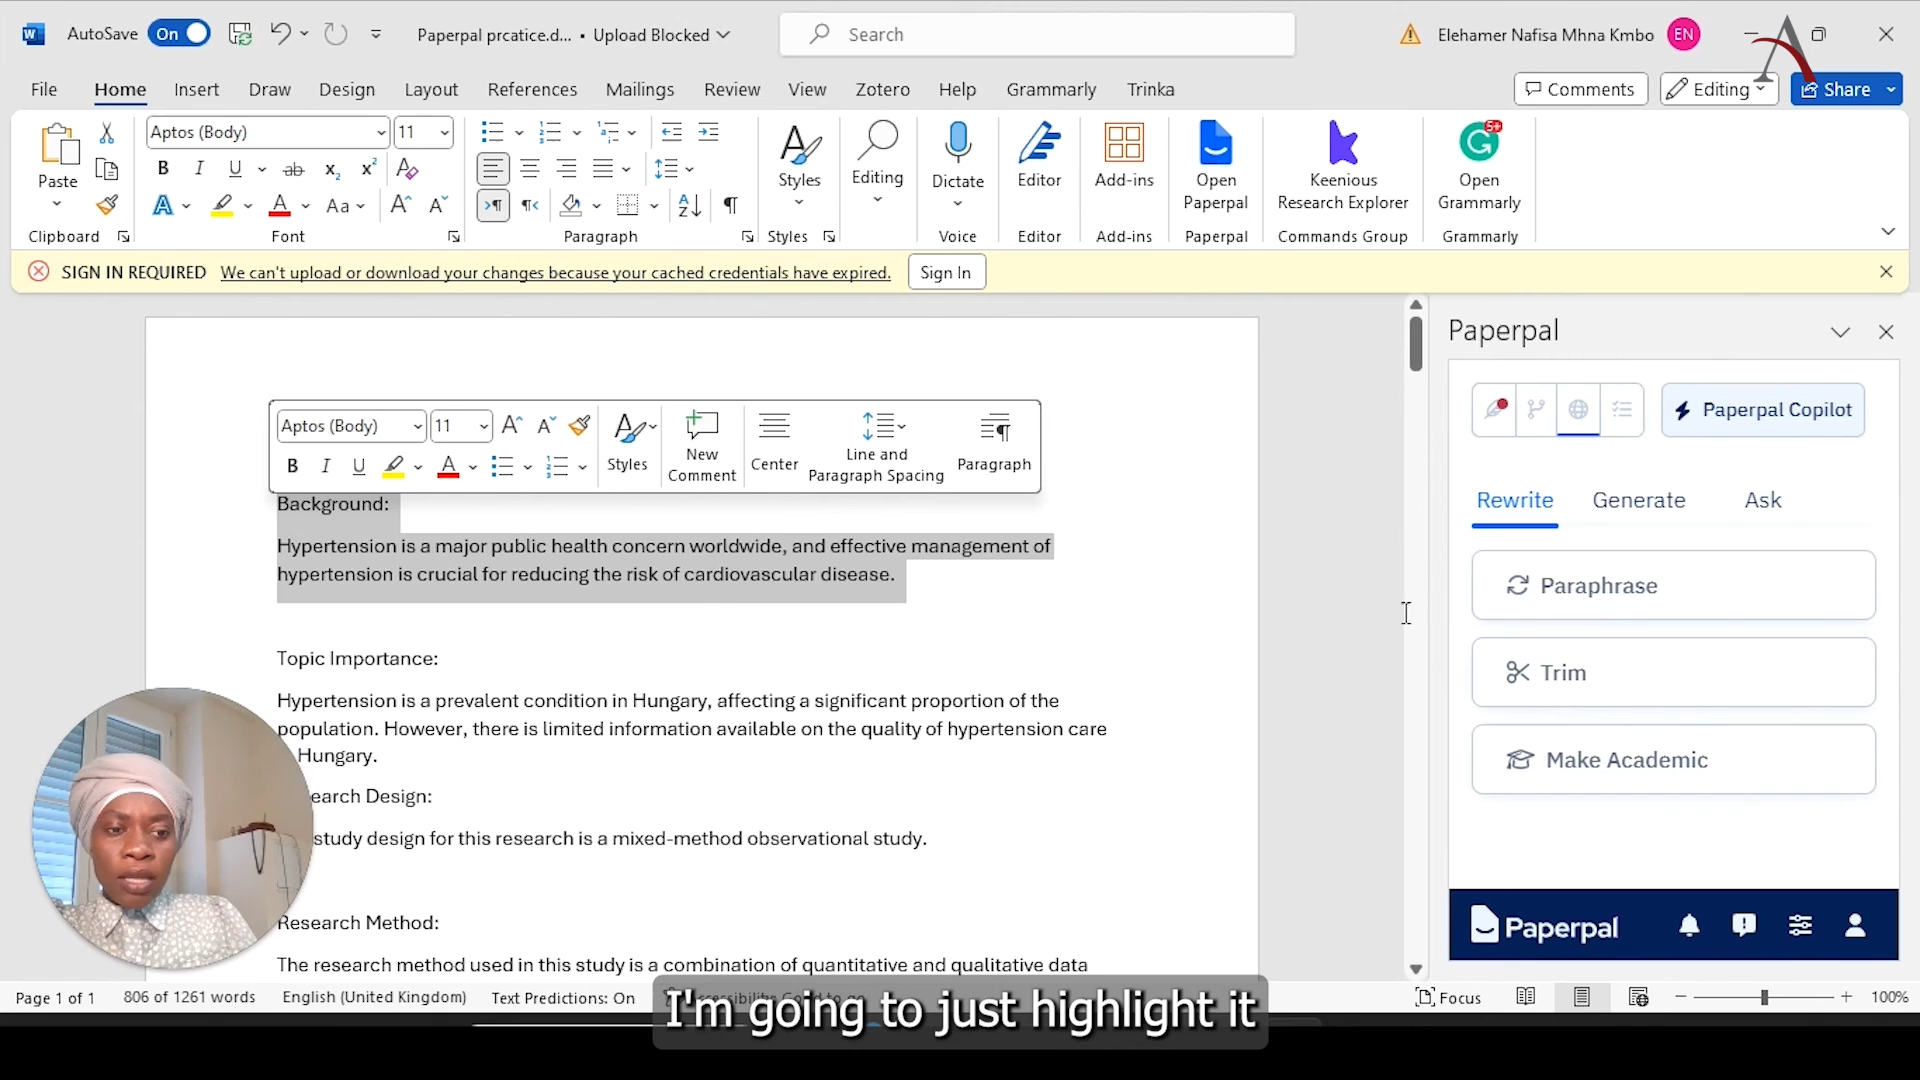 AutoSave On Paperpal prcatice.d... • Upload Blocked Search Elehamer Nafisa Mhna Kmbo EN
File Home Insert Draw Design Layout References Mailings Review View Zotero Help Grammarly Trinka Comments Editing Share
Paste
Clipboard
Aptos (Body) 11
Font
Paragraph
Styles
Styles
Editing
Dictate
Voice
Editor
Editor
Add-ins
Add-ins
Open
Paperpal
Paperpal
Keenious
Research Explorer
Commands Group
5+
Open
Grammarly
Grammarly
SIGN IN REQUIRED We can't upload or download your changes because your cached credentials have expired. Sign In
Aptos (Body) 11
Styles
New
Comment
Center
Line and
Paragraph Spacing
Paragraph
Background:
Hypertension is a major public health concern worldwide, and effective management of
hypertension is crucial for reducing the risk of cardiovascular disease.
Topic Importance:
Hypertension is a prevalent condition in Hungary, affecting a significant proportion of the
population. However, there is limited information available on the quality of hypertension care
Hungary.
earch Design:
study design for this research is a mixed-method observational study.
Research Method:
The research method used in this study is a combination of quantitative and qualitative data
Paperpal
Paperpal Copilot
Rewrite Generate Ask
Paraphrase
Trim
Make Academic
Paperpal
Page 1 of 1 806 of 1261 words English (United Kingdom) Text Predictions: On Focus 100%
I'm going to just highlight it